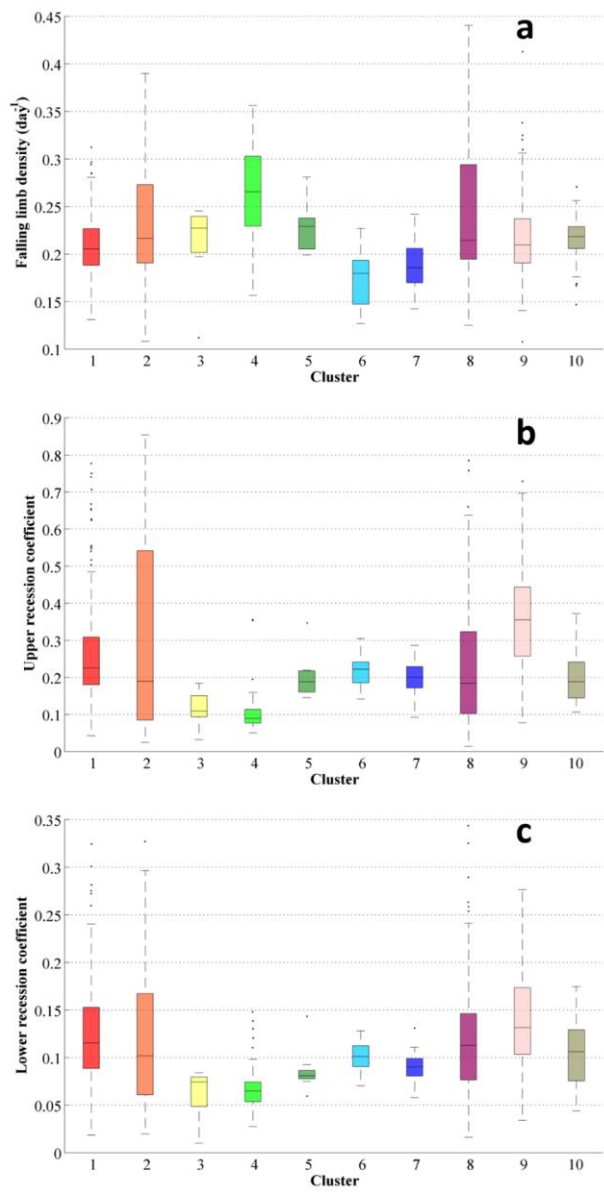 a
0.45
0.4
0.35
0.3
0.25
0.2
0.15
0.1
Falling limb density (day-1)
1 2 3 4 5 6 7 8 9 10
Cluster
b
0.9
0.8
0.7
0.6
0.5
0.4
0.3
0.2
0.1
0
Upper recession coefficient
1 2 3 4 5 6 7 8 9 10
Cluster
c
0.35
0.3
0.25
0.2
0.15
0.1
0.05
0
Lower recession coefficient
1 2 3 4 5 6 7 8 9 10
Cluster